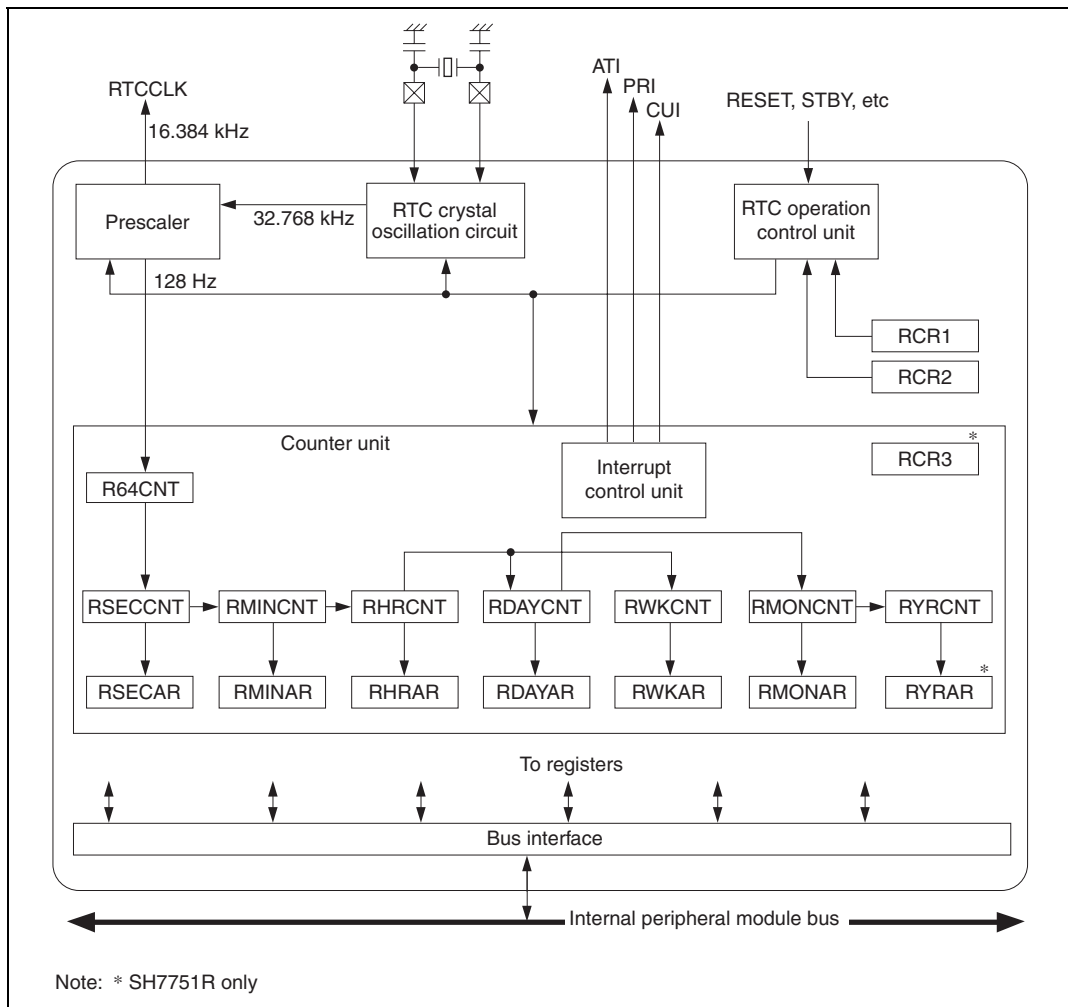 ATI
PRI
CUI
RTCCLK
RESET, STBY, etc
16.384 kHz
Prescaler
32.768 kHz
RTC crystal
oscillation circuit
RTC operation
control unit
128 Hz
RCR1
RCR2
Counter unit
*
RCR3
Interrupt
control unit
R64CNT
RSECCNT
RMINCNT
RHRCNT
RDAYCNT
RWKCNT
RMONCNT
RYRCNT
*
RSECAR
RMINAR
RHRAR
RDAYAR
RWKAR
RMONAR
RYRAR
To registers
Bus interface
Internal peripheral module bus
Note: * SH7751R only